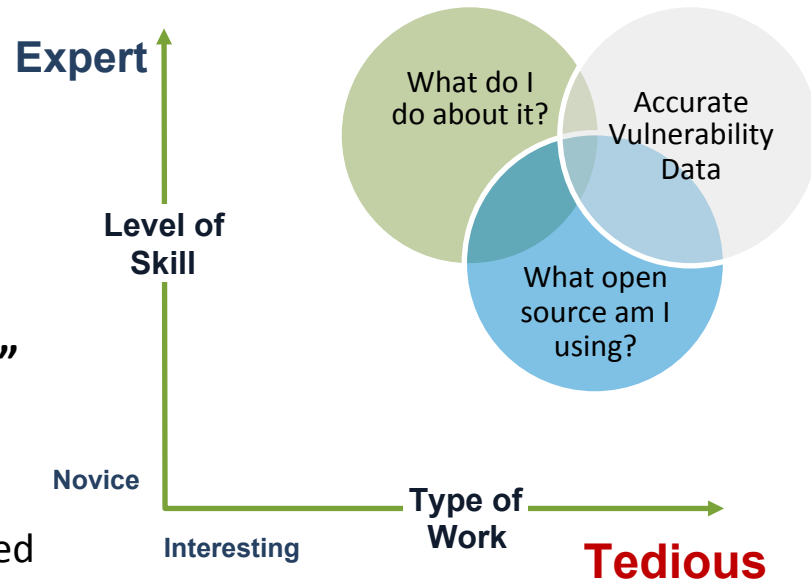 Expert
What do I
do about it?
Accurate
Vulnerability
Data
Level of
Skill
What open
source am I
using?
”
Novice
Type of
Work
ed
Interesting
Tedious